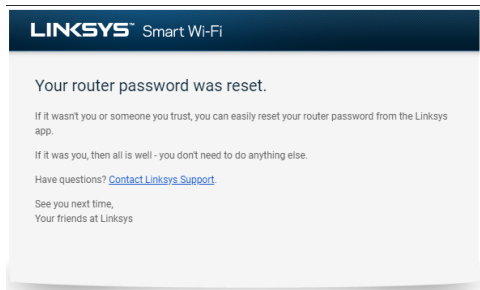 LINKSYS™ Smart Wi-Fi
Your router password was reset.
If it wasn't you or someone you trust, you can easily reset your router password from the Linksys
app.
If it was you, then all is well - you don't need to do anything else.
Have questions? Contact Linksys Support.
See you next time,
Your friends at Linksys